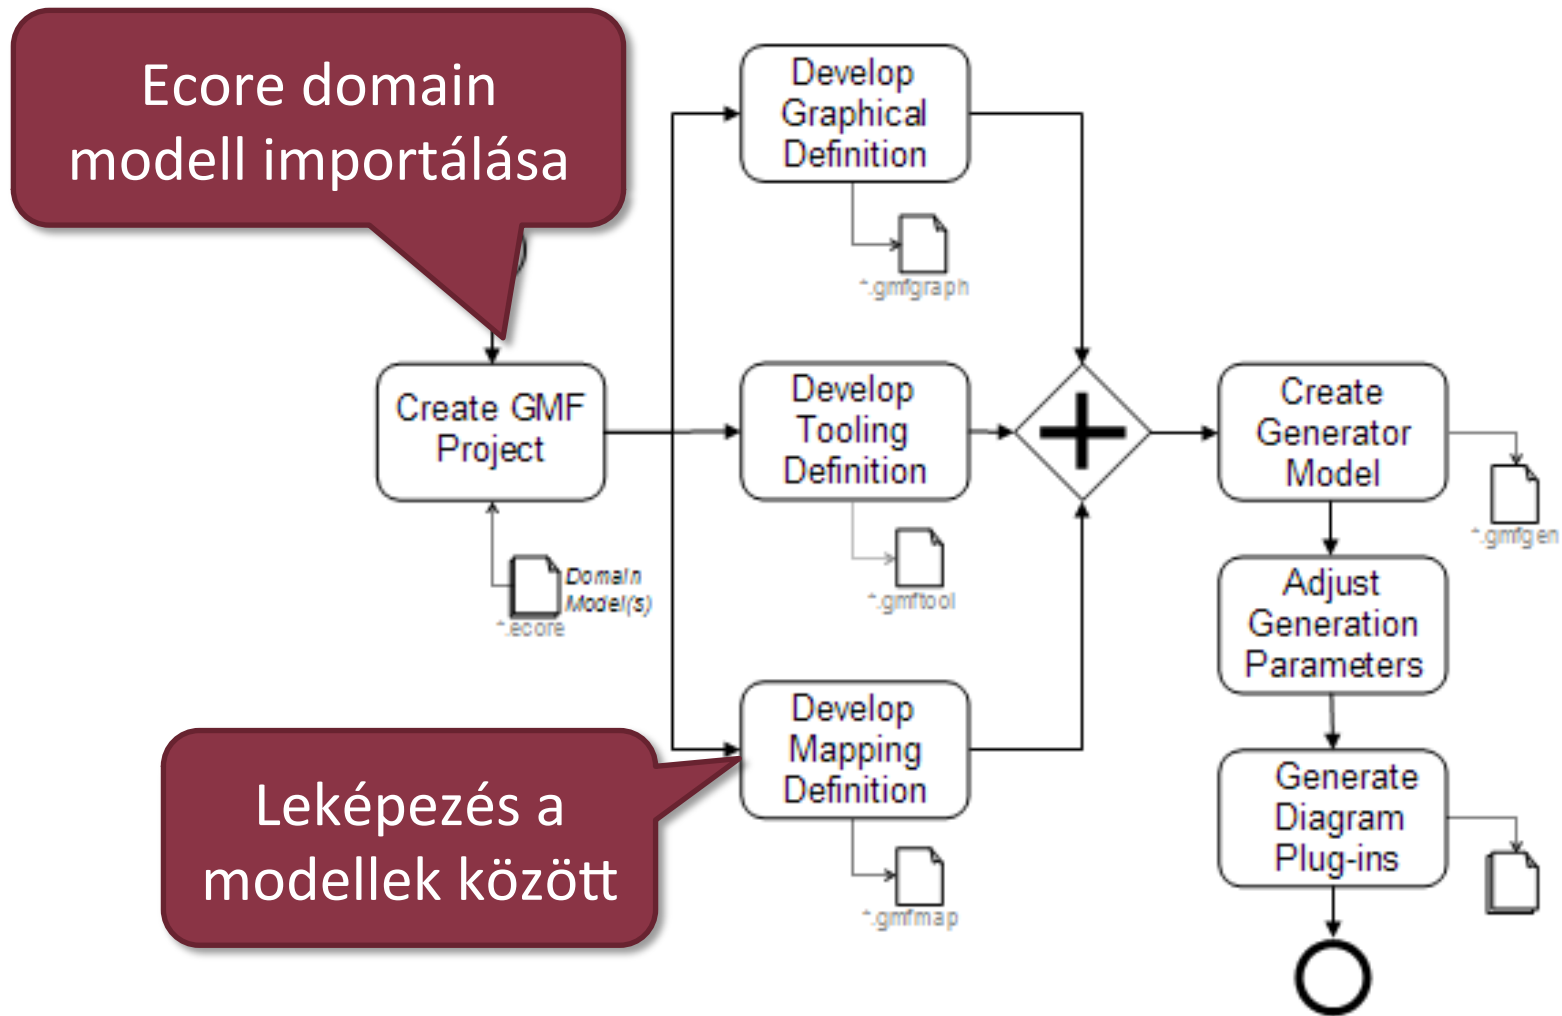 Ecore domain
modell importálása
Develop
Graphical
Definition
*.gmfgraph
Create GMF
Project
Domain
Model(s)
*.ecore
Develop
Tooling
Definition
*.gmftool
Create
Generator
Model
*.gmfgen
Adjust
Generation
Parameters
Leképezés a
modellek között
Develop
Mapping
Definition
*.gmfmap
Generate
Diagram
Plug-ins